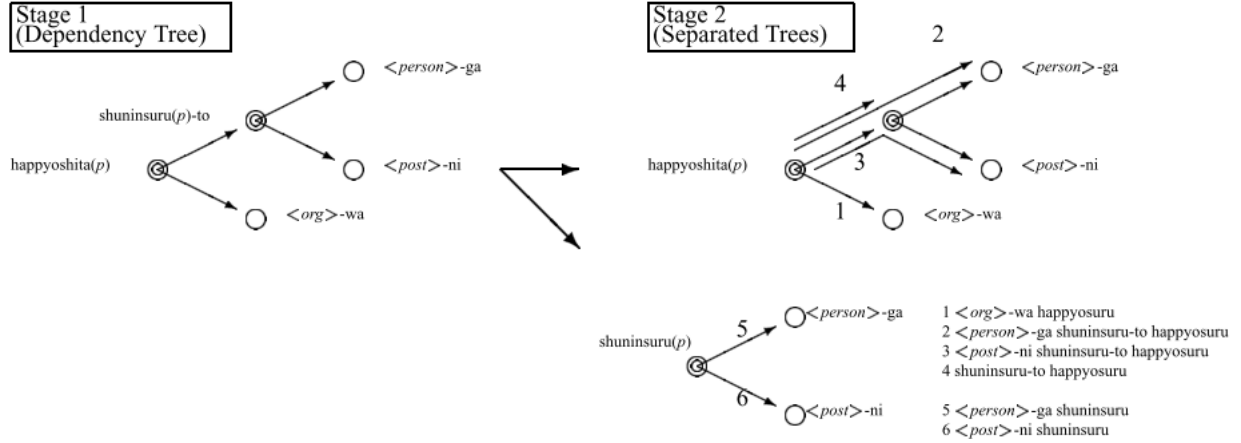 Stage 1
(Dependency Tree)
<person>-ga
shuninsuru(p)-to
happyoshita(p)
<post>-ni
<org>-wa
Stage 2
(Separated Trees)
2
<person>-ga
4
happyoshita(p)
3
<post>-ni
1
<org>-wa
<person>-ga
5
shuninsuru(p)
6
<post>-ni
1 <org>-wa happyosuru
2 <person>-ga shuninsuru-to happyosuru
3 <post>-ni shuninsuru-to happyosuru
4 shuninsuru-to happyosuru
5 <person>-ga shuninsuru
6 <post>-ni shuninsuru